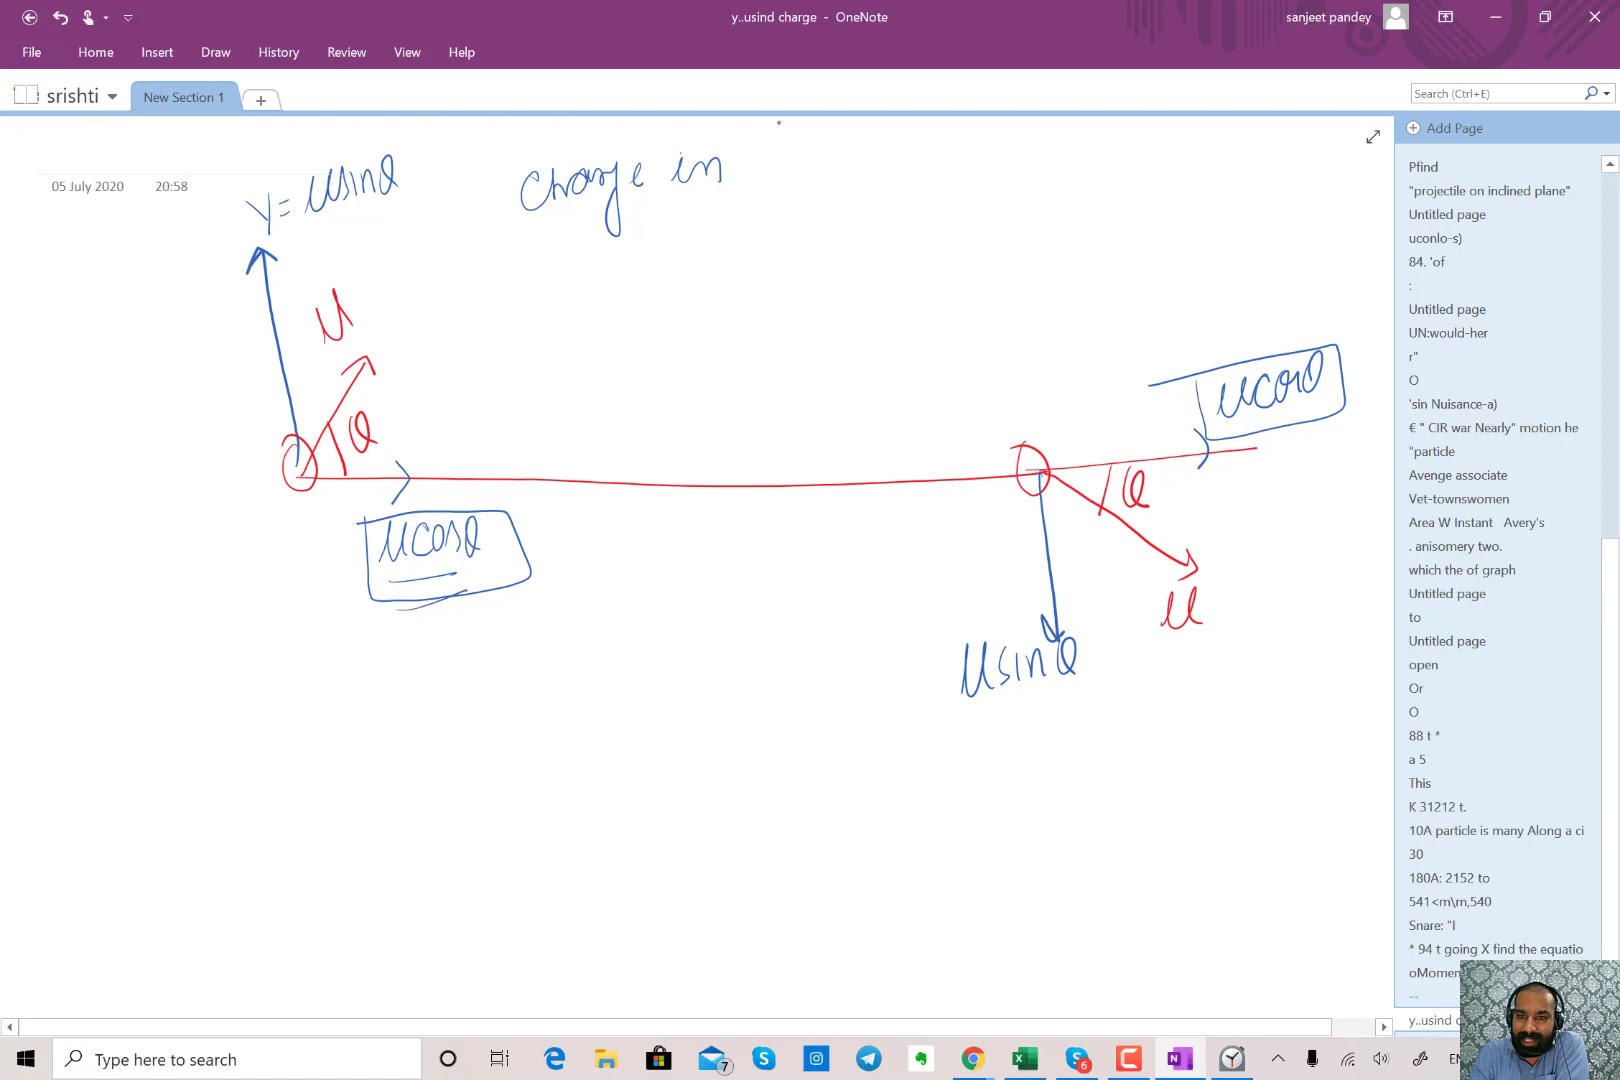 y..usind charge - OneNote
sanjeet pandey
File Home Insert Draw History Review View Help
srishti New Section 1
Search (Ctrl+E)
Add Page
05 July 2020 20:58
y= usinθ
Charge in
u
θ
ucosθ
ucosθ
θ
u
usinθ
Pfind
"projectile on inclined plane"
Untitled page
uconlo-s)
84. 'of
:
Untitled page
UN:would-her
r"
O
'sin Nuisance-a)
€ " CIR war Nearly" motion he
"particle
Avenge associate
Vet-townswomen
Area W Instant Avery's
. anisomery two.
which the of graph
Untitled page
to
Untitled page
open
Or
O
88 t *
a 5
This
K 31212 t.
10A particle is many Along a ci
30
180A: 2152 to
541<m\rn,540
Snare: "I
* 94 t going X find the equatio
oMomen
--
y..usind c
Type here to search
7
6